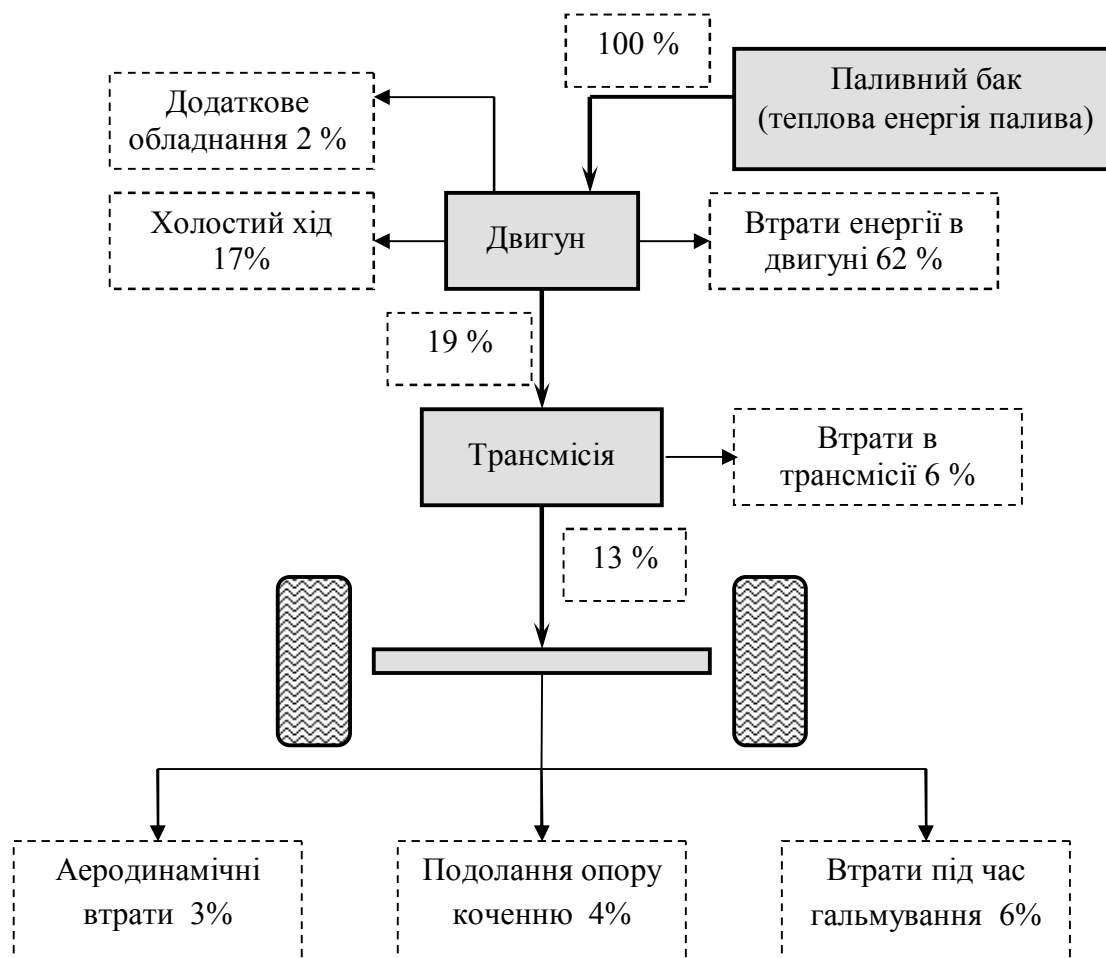 100 %
Паливний бак
(теплова енергія палива)
Додаткове
обладнання 2 %
Холостий хід
17%
Двигун
Втрати енергії в
двигуні 62 %
19 %
Трансмісія
Втрати в
трансмісії 6 %
13 %
Аеродинамічні
втрати 3%
Подолання опору
коченню 4%
Втрати під час
гальмування 6%